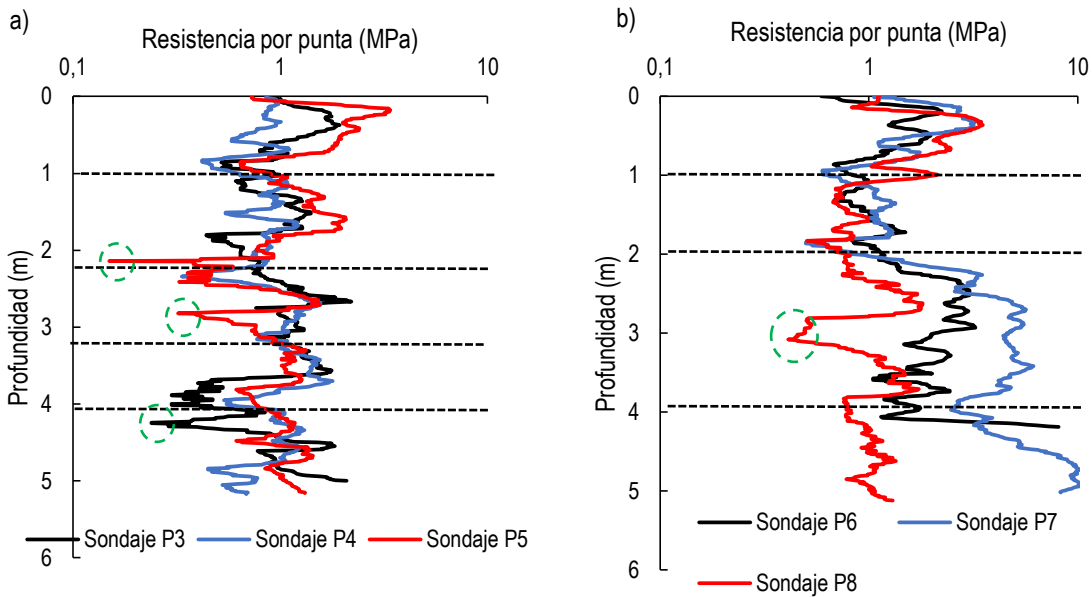 a)
Resistencia por punta (MPa)
0,1 1 10
0
1
2
3
4
5
6
Profundidad (m)
Sondaje P3 Sondaje P4 Sondaje P5
b)
Resistencia por punta (MPa)
0,1 1 10
0
1
2
3
4
5
6
Profundidad (m)
Sondaje P6 Sondaje P7
Sondaje P8